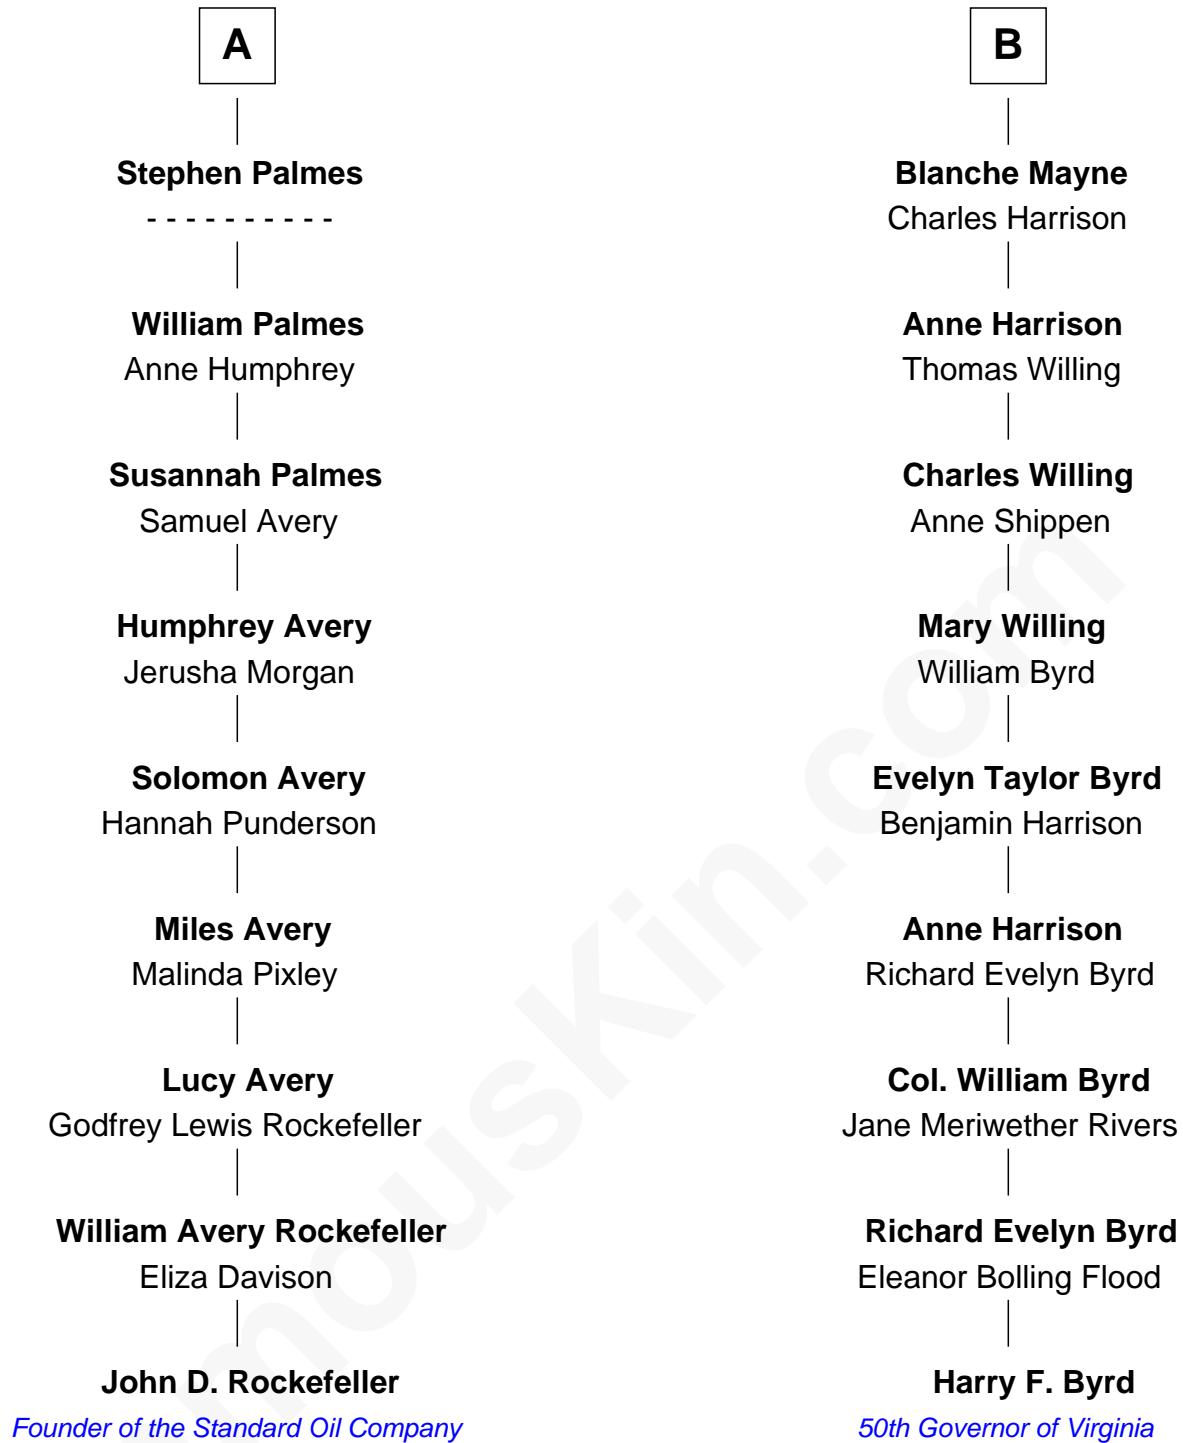 A
Stephen Palmes
- - - - - - - - - -
William Palmes
Anne Humphrey
Susannah Palmes
Samuel Avery
Humphrey Avery
Jerusha Morgan
Solomon Avery
Hannah Punderson
Miles Avery
Malinda Pixley
Lucy Avery
Godfrey Lewis Rockefeller
William Avery Rockefeller
Eliza Davison
John D. Rockefeller
Founder of the Standard Oil Company
B
Blanche Mayne
Charles Harrison
Anne Harrison
Thomas Willing
Charles Willing
Anne Shippen
Mary Willing
William Byrd
Evelyn Taylor Byrd
Benjamin Harrison
Anne Harrison
Richard Evelyn Byrd
Col. William Byrd
Jane Meriwether Rivers
Richard Evelyn Byrd
Eleanor Bolling Flood
Harry F. Byrd
50th Governor of Virginia
mousKin.com